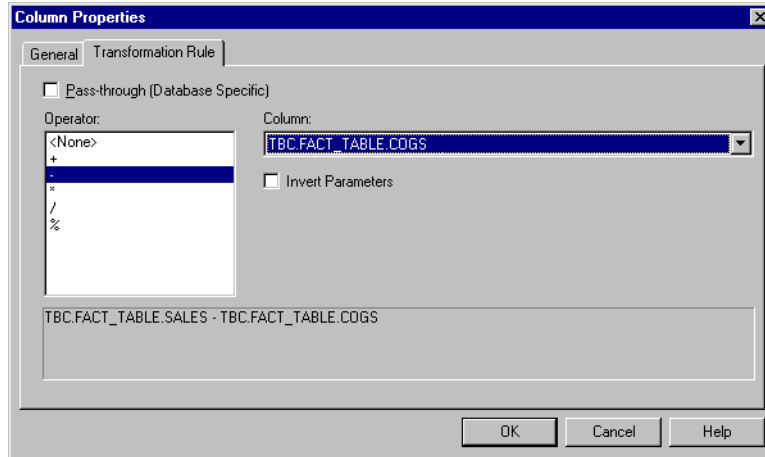 Column Properties
General Transformation Rule
Pass-through (Database Specific)
Operator: Column:
<None>
TBC.FACT_TABLE.COGS
+
-
*
Invert Parameters
/
%
TBC.FACT_TABLE.SALES - TBC.FACT_TABLE.COGS
OK Cancel Help